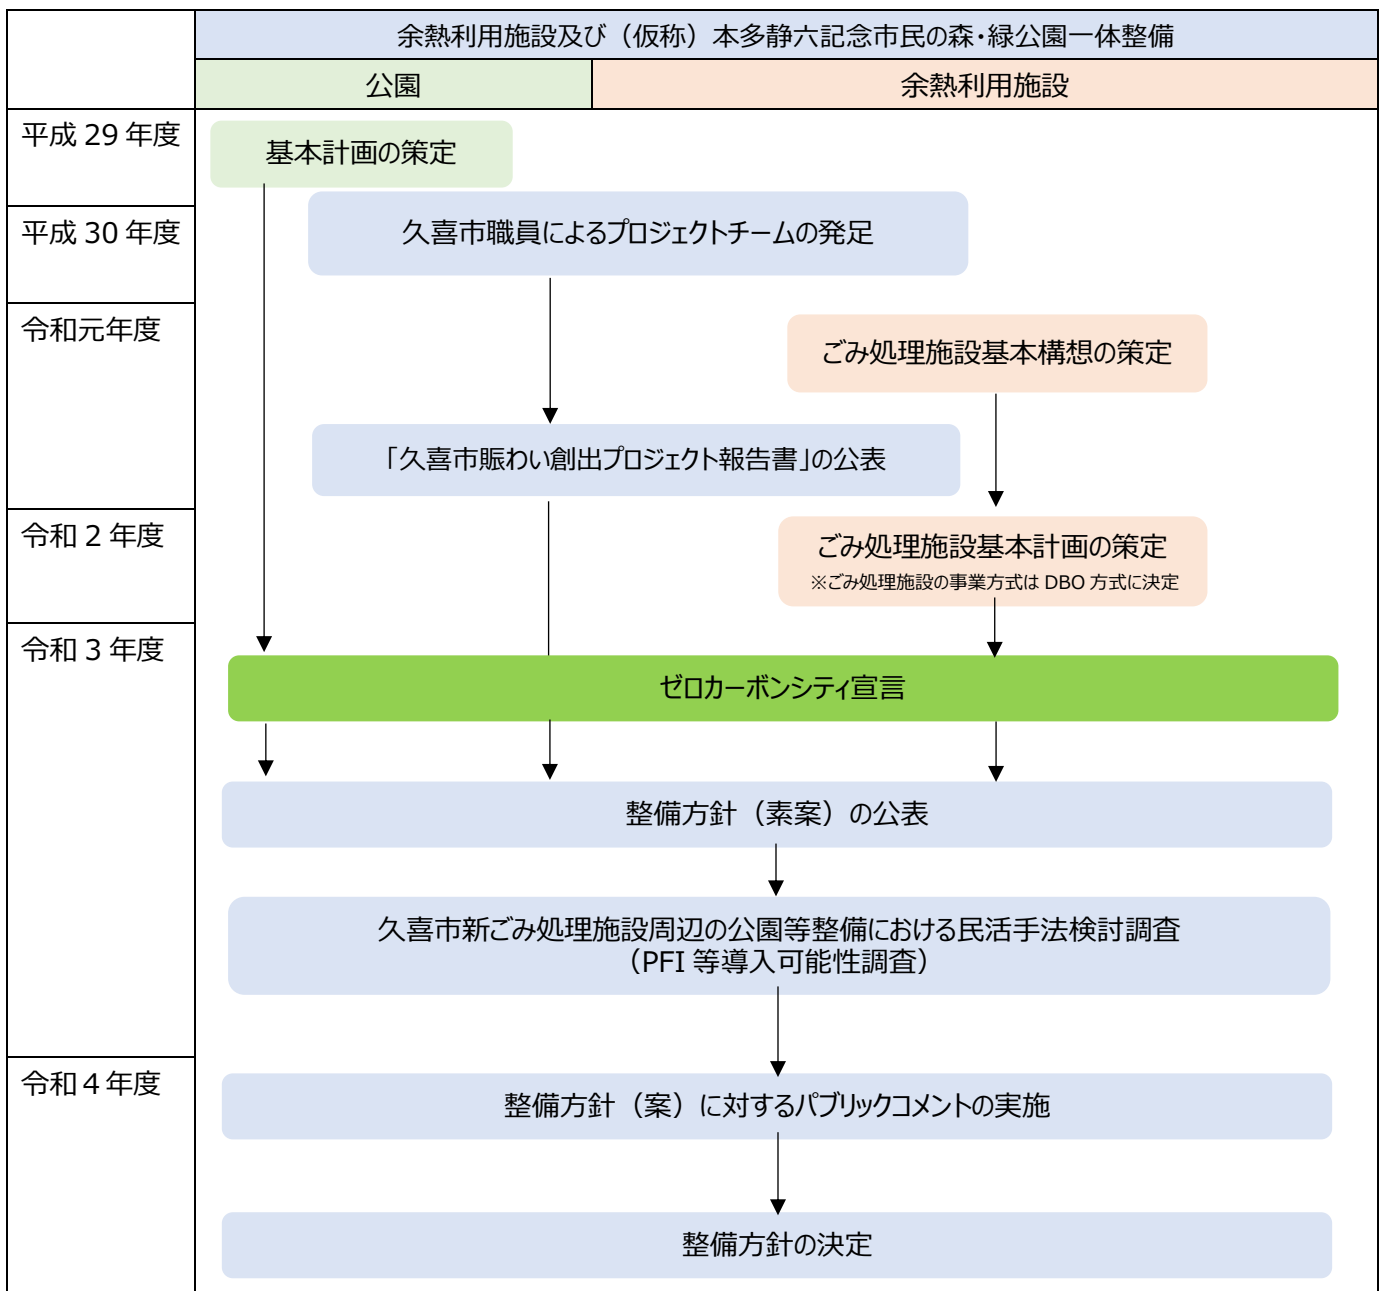 余熱利用施設及び（仮称）本多静六記念市民の森・緑公園一体整備
公園
余熱利用施設
平成 29 年度
基本計画の策定
平成 30 年度
久喜市職員によるプロジェクトチームの発足
令和元年度
ごみ処理施設基本構想の策定
「久喜市賑わい創出プロジェクト報告書」の公表
令和 2 年度
ごみ処理施設基本計画の策定
※ごみ処理施設の事業方式は DBO 方式に決定
令和 3 年度
ゼロカーボンシティ宣言
整備方針（素案）の公表
久喜市新ごみ処理施設周辺の公園等整備における民活手法検討調査
（PFI 等導入可能性調査）
令和４年度
整備方針（案）に対するパブリックコメントの実施
整備方針の決定